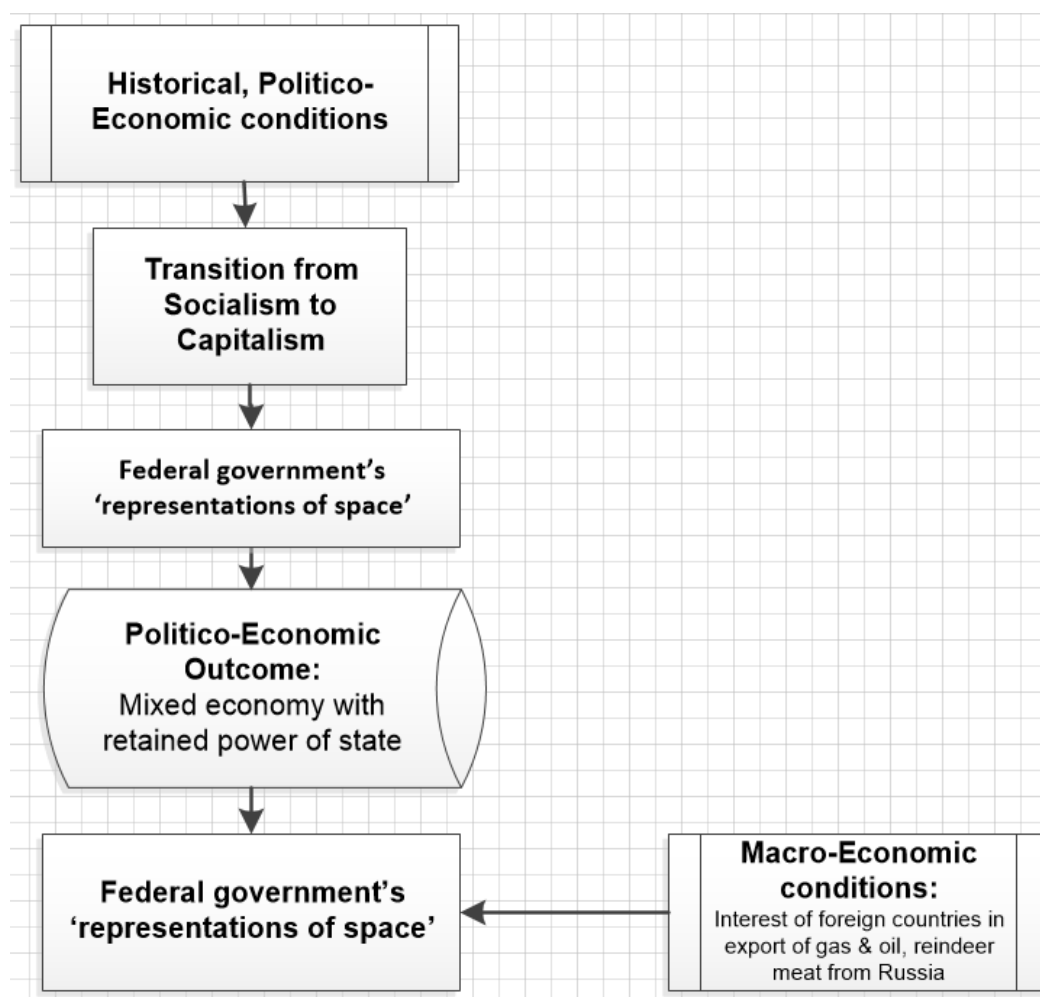 Historical, Politico-
Economic conditions
Transition from
Socialism to
Capitalism
Federal government’s
‘representations of space’
Politico-Economic
Outcome:
Mixed economy with
retained power of state
Federal government’s
‘representations of space’
Macro-Economic
conditions:
Interest of foreign countries in
export of gas & oil, reindeer
meat from Russia